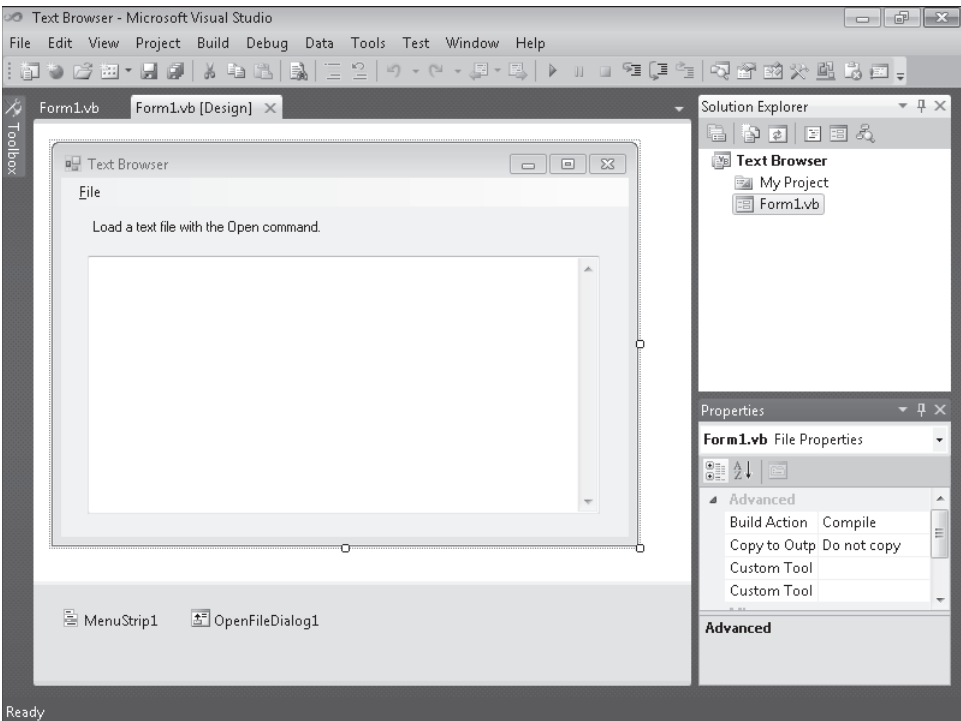 Text Browser - Microsoft Visual Studio
File Edit View Project Build Debug Data Tools Test Window Help
Toolbox
Form1.vb Form1.vb [Design]
Text Browser
File
Load a text file with the Open command.
MenuStrip1 OpenFileDialog1
Solution Explorer
Text Browser
My Project
Form1.vb
Properties
Form1.vb File Properties
Advanced
Build Action Compile
Copy to Outp Do not copy
Custom Tool
Custom Tool
Advanced
Ready